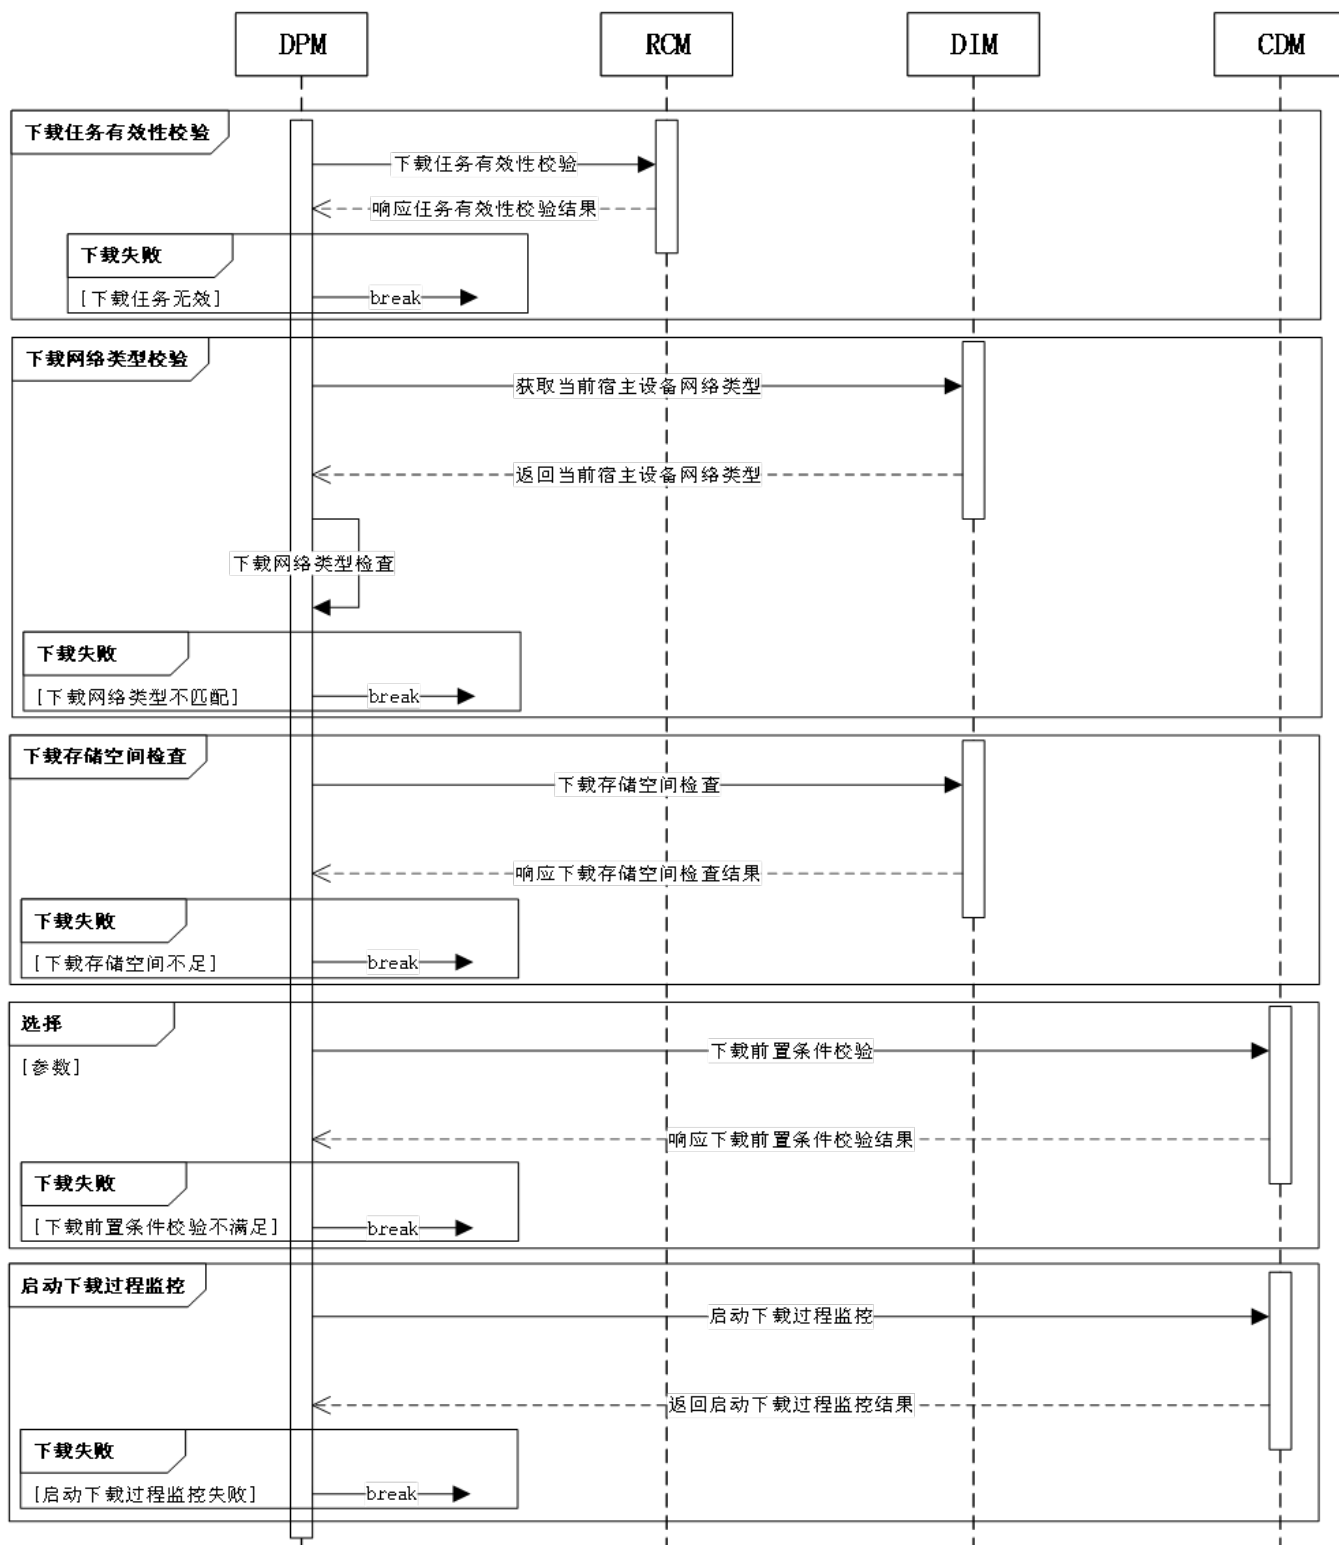 DPM
RCM
DIM
CDM
下载任务有效性校验
下载任务有效性校验
响应任务有效性校验结果
下载失败
[下载任务无效]
break
下载网络类型校验
获取当前宿主设备网络类型
返回当前宿主设备网络类型
下载网络类型检查
下载失败
[下载网络类型不匹配]
break
下载存储空间检查
下载存储空间检查
响应下载存储空间检查结果
下载失败
[下载存储空间不足]
break
选择
下载前置条件校验
[参数]
响应下载前置条件校验结果
下载失败
[下载前置条件校验不满足]
break
启动下载过程监控
启动下载过程监控
返回启动下载过程监控结果
下载失败
[启动下载过程监控失败]
break